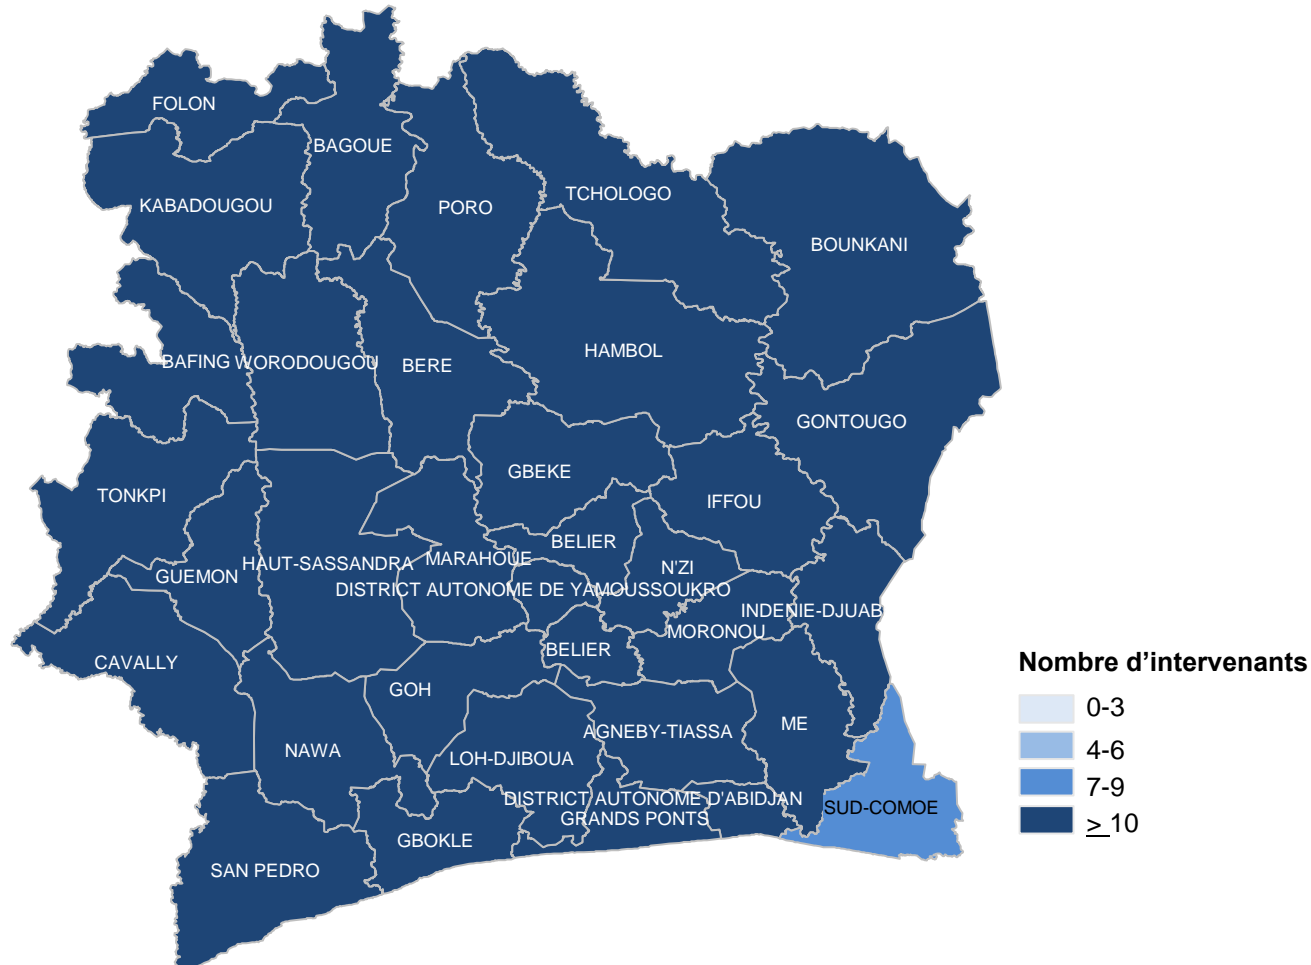 FOLON
BAGOUE
TCHOLOGO
KABADOUGOU
PORO
BOUNKANI
HAMBOL
BAFING
WORODOUGOU
BERE
GONTOUGO
GBEKE
TONKPI
IFFOU
BELIER
HAUT-SASSANDRA
MARAHOUE
N'ZI
GUEMON
DISTRICT AUTONOME DE YAMOUSSOUKRO
INDENIE-DJUAB
MORONOU
BELIER
CAVALLY
GOH
ME
AGNEBY-TIASSA
NAWA
LOH-DJIBOUA
DISTRICT AUTONOME D'ABIDJAN
SUD-COMOE
GRANDS PONTS
GBOKLE
SAN PEDRO
Nombre d’intervenants
0-3
4-6
7-9
> 10